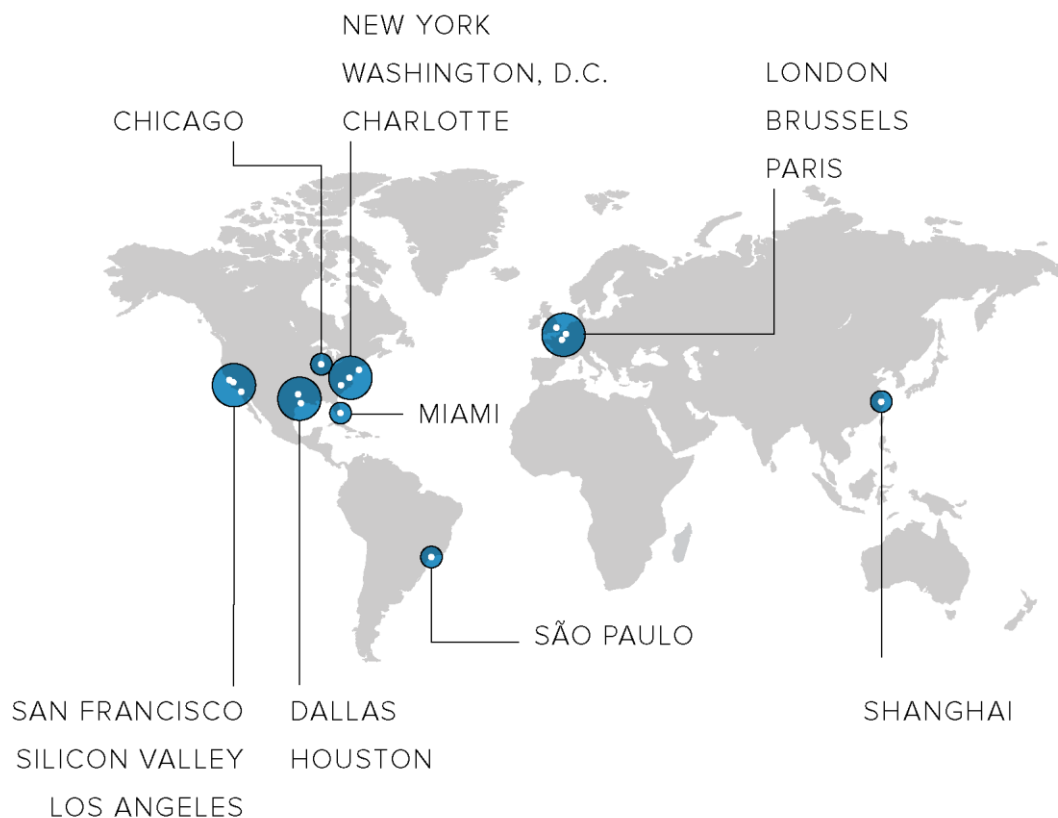 NEW YORK
WASHINGTON, D.C.
CHARLOTTE
CHICAGO
LONDON
BRUSSELS
PARIS
MIAMI
SÃO PAULO
SAN FRANCISCO
SILICON VALLEY
LOS ANGELES
DALLAS
HOUSTON
SHANGHAI